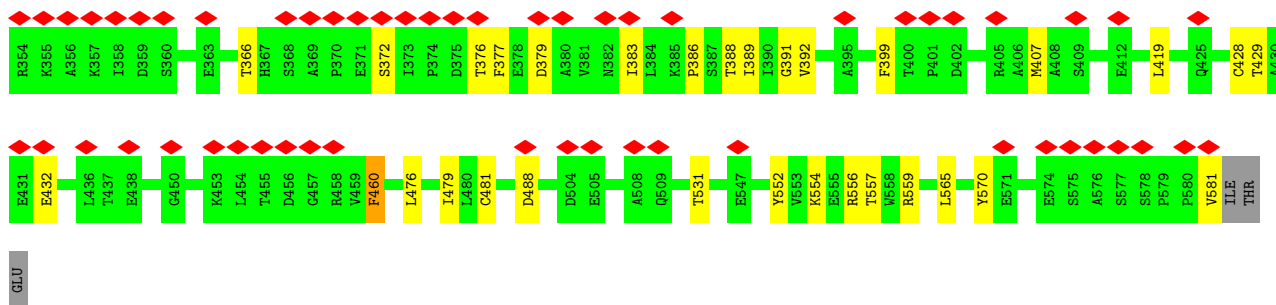 R354 K355 A356 K357 I358 D359 S360 E363 T366 H367 S368 A369 P370 E371 S372 I373 P374 D375 T376 F377 E378 D379 A380 V381 N382 I383 L384 K385 P386 S387 T388 I389 I390 G391 V392 A395 F399 T400 P401 D402 R405 A406 M407 A408 S409 E412 L419 Q425 C428 T429 A430
E431 E432 L436 T437 E438 G450 K453 L454 T455 D456 G457 R458 V459 F460 L476 I479 L480 C481 D488 D504 E505 A508 Q509 T531 E547 Y552 V553 K554 E555 R556 T557 W558 R559 L565 Y570 E571 E574 S575 A576 S577 S578 P579 P580 V581 ILE THR
GLU